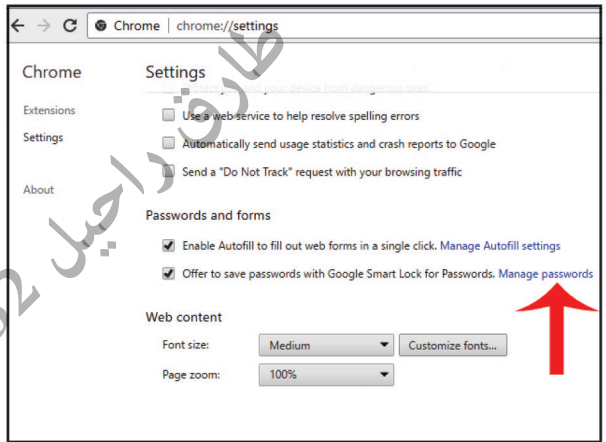 Chrome | chrome://settings
Chrome
Settings
Extensions
Settings
About
Use a web service to help resolve spelling errors
Automatically send usage statistics and crash reports to Google
Send a "Do Not Track" request with your browsing traffic
Passwords and forms
Enable Autofill to fill out web forms in a single click. Manage Autofill settings
Offer to save passwords with Google Smart Lock for Passwords. Manage passwords
Web content
Font size: Medium Customize fonts...
Page zoom: 100%
طارق راحيل